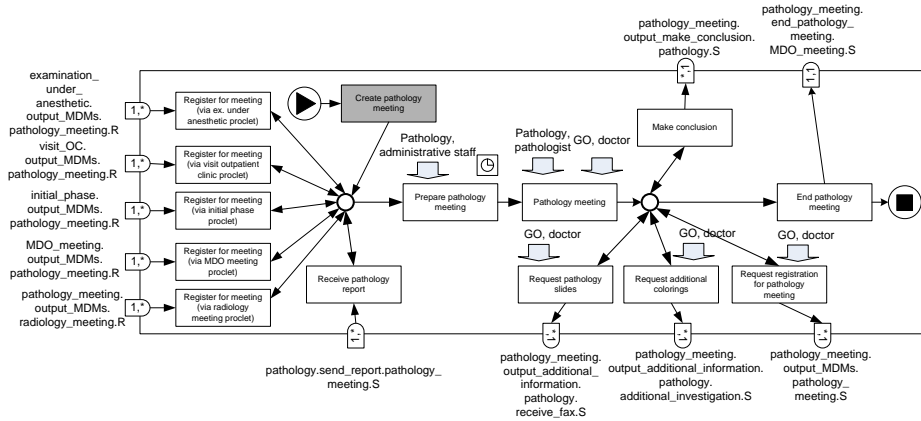 pathology_meeting.
output_make_conclusion.
pathology.S
pathology_meeting.
end_pathology_
meeting.
MDO_meeting.S
*,1
1,1
examination_
under_
anesthetic.
output_MDMs.
pathology_meeting.R
1,*
Register for meeting
(via ex. under
anesthetic proclet)
visit_OC.
output_MDMs.
pathology_meeting.R
1,*
Register for meeting
(via visit outpatient
clinic proclet)
initial_phase.
output_MDMs.
pathology_meeting.R
1,*
Register for meeting
(via initial phase
proclet)
MDO_meeting.
output_MDMs.
pathology_meeting.R
1,*
Register for meeting
(via MDO meeting
proclet)
pathology_meeting.
output_MDMs.
radiology_meeting.R
1,*
Register for meeting
(via radiology
meeting proclet)
Create pathology
meeting
Pathology,
administrative staff
Prepare pathology
meeting
Pathology,
pathologist
GO, doctor
Pathology meeting
Make conclusion
End pathology
meeting
Receive pathology
report
GO, doctor
Request pathology
slides
GO, doctor
Request additional
colorings
GO, doctor
Request registration
for pathology
meeting
pathology.send_report.pathology_
meeting.S
pathology_meeting.
output_additional_
information.
pathology.
receive_fax.S
pathology_meeting.
output_additional_information.
pathology.
additional_investigation.S
pathology_meeting.
output_MDMs.
pathology_
meeting.S